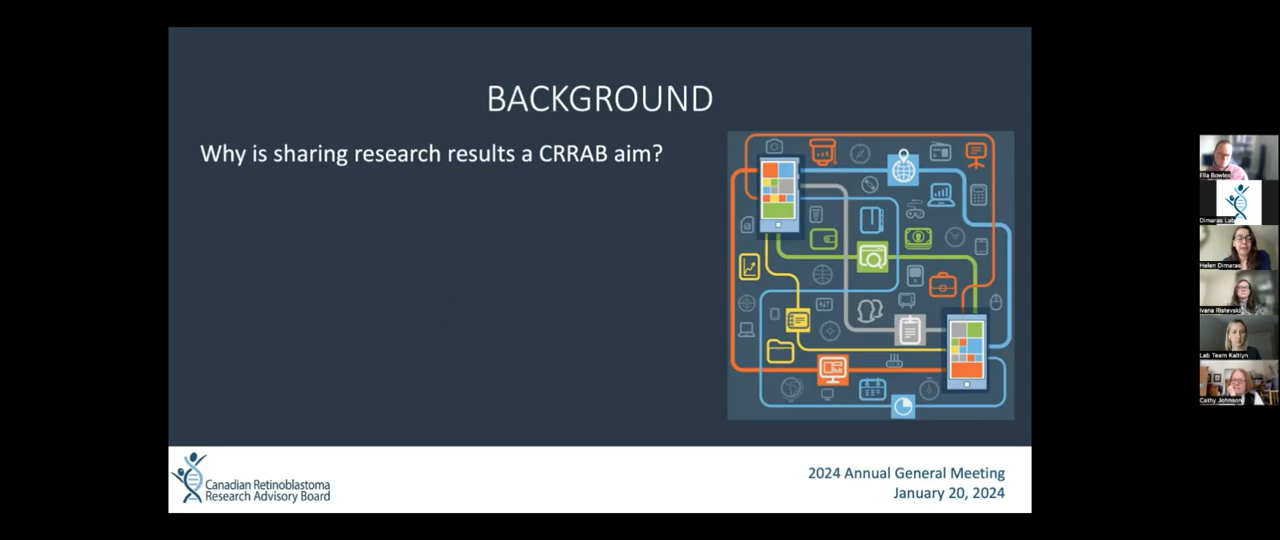 BACKGROUND
Why is sharing research results a CRRAB aim?
Canadian Retinoblastoma
Research Advisory Board
2024 Annual General Meeting
January 20, 2024
Ella Bowles
Dimaras Lab
Helen Dimaras
Ivana Ristevski
Lab Team Kaitlyn
Cathy Johnson